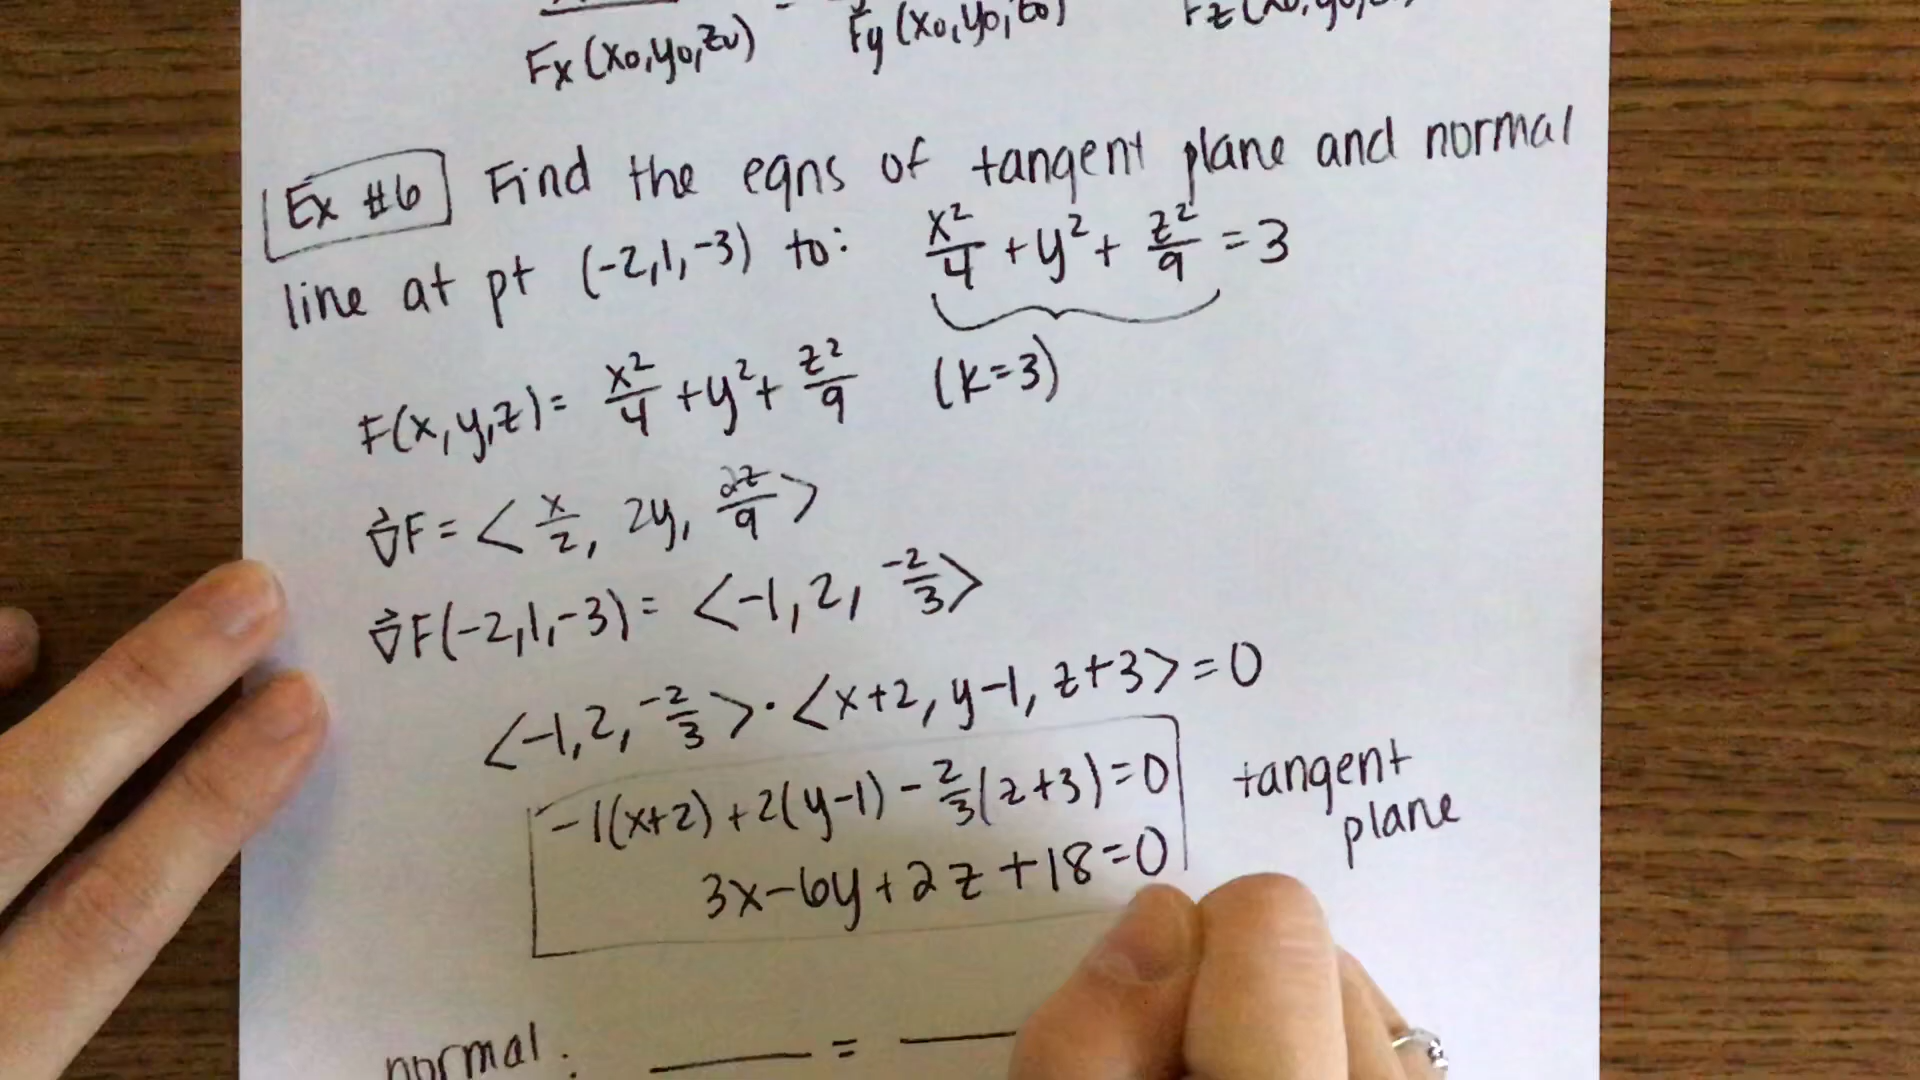 Fx(x0,y0,z0) Fy(x0,y0,z0)
Ex #6 Find the eqns of tangent plane and normal
line at pt (-2,1,-3) to: x²/4 + y² + z²/9 = 3
F(x,y,z) = x²/4 + y² + z²/9 (k=3)
∇⃗F = <x/2, 2y, 2z/9>
∇⃗F(-2,1,-3) = <-1, 2, -2/3>
<-1, 2, -2/3> · <x+2, y-1, z+3> = 0
-1(x+2) + 2(y-1) - 2/3(z+3) = 0 tangent
plane
3x-6y+2z+18=0
normal: ___ = ___